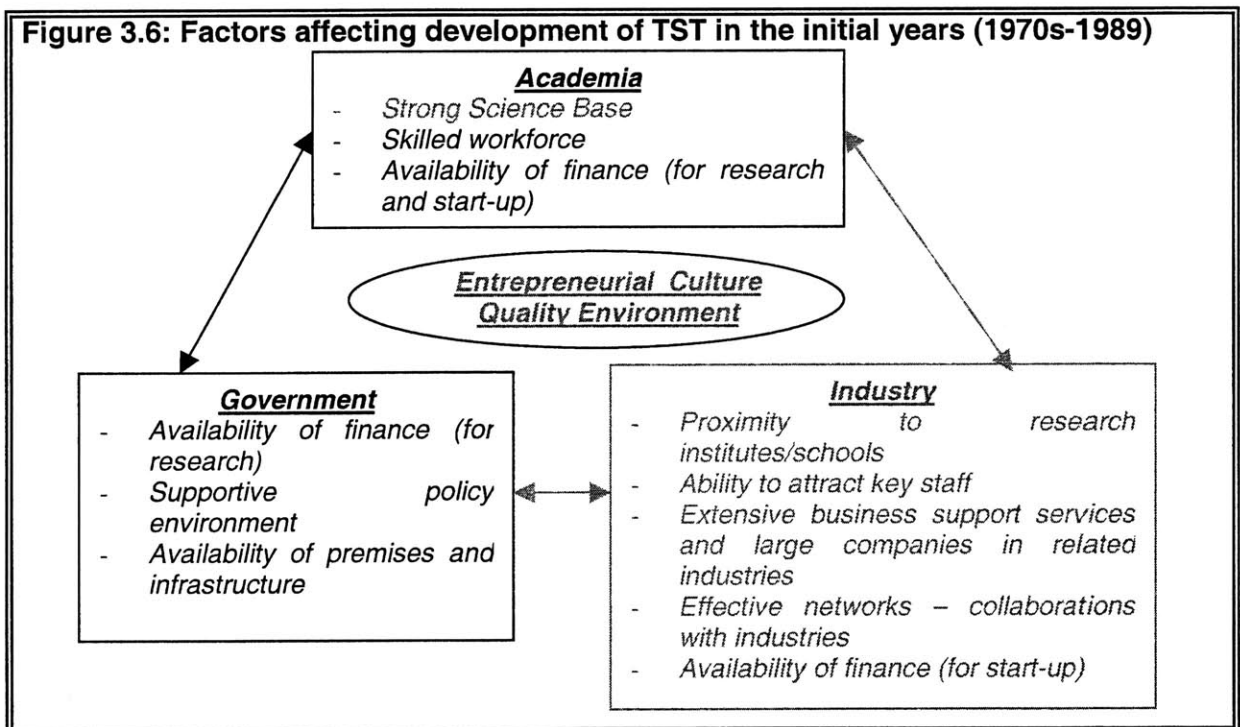 Figure 3.6: Factors affecting development of TST in the initial years (1970s-1989)
Academia
- Strong Science Base
- Skilled workforce
- Availability of finance (for research
and start-up)
Entrepreneurial Culture
Quality Environment
Government
- Availability of finance (for
research)
- Supportive policy
environment
- Availability of premises and
infrastructure
Industry
- Proximity to research
institutes/schools
- Ability to attract key staff
- Extensive business support services
and large companies in related
industries
- Effective networks – collaborations
with industries
- Availability of finance (for start-up)